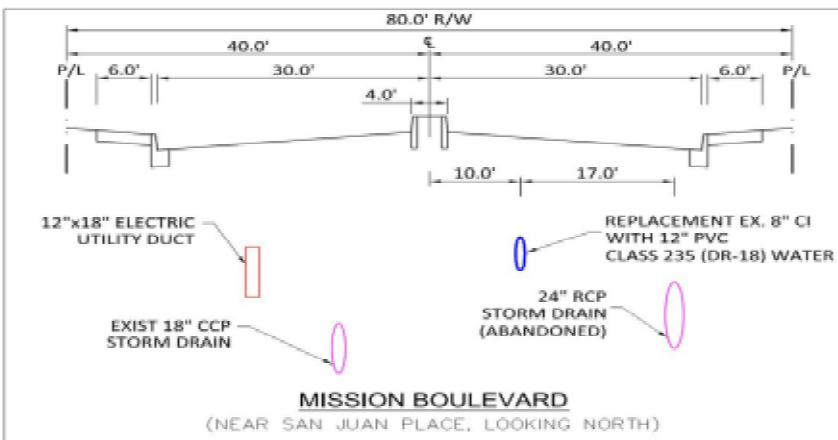 80.0' R/W
40.0' ℄ 40.0'
P/L 6.0' 30.0' 30.0' 6.0' P/L
4.0'
10.0' 17.0'
12"x18" ELECTRIC
UTILITY DUCT
REPLACEMENT EX. 8" CI
WITH 12" PVC
CLASS 235 (DR-18) WATER
EXIST 18" CCP
STORM DRAIN
24" RCP
STORM DRAIN
(ABANDONED)
MISSION BOULEVARD
(NEAR SAN JUAN PLACE, LOOKING NORTH)